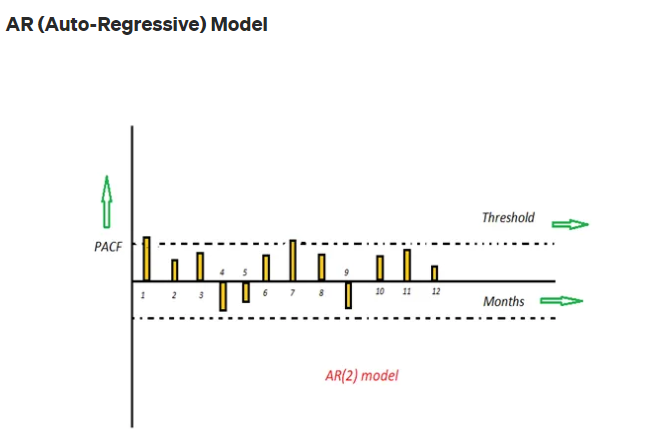 AR (Auto-Regressive) Model
Threshold
PACF
4 5 9
1 2 3 6 7 8 10 11 12
Months
AR(2) model